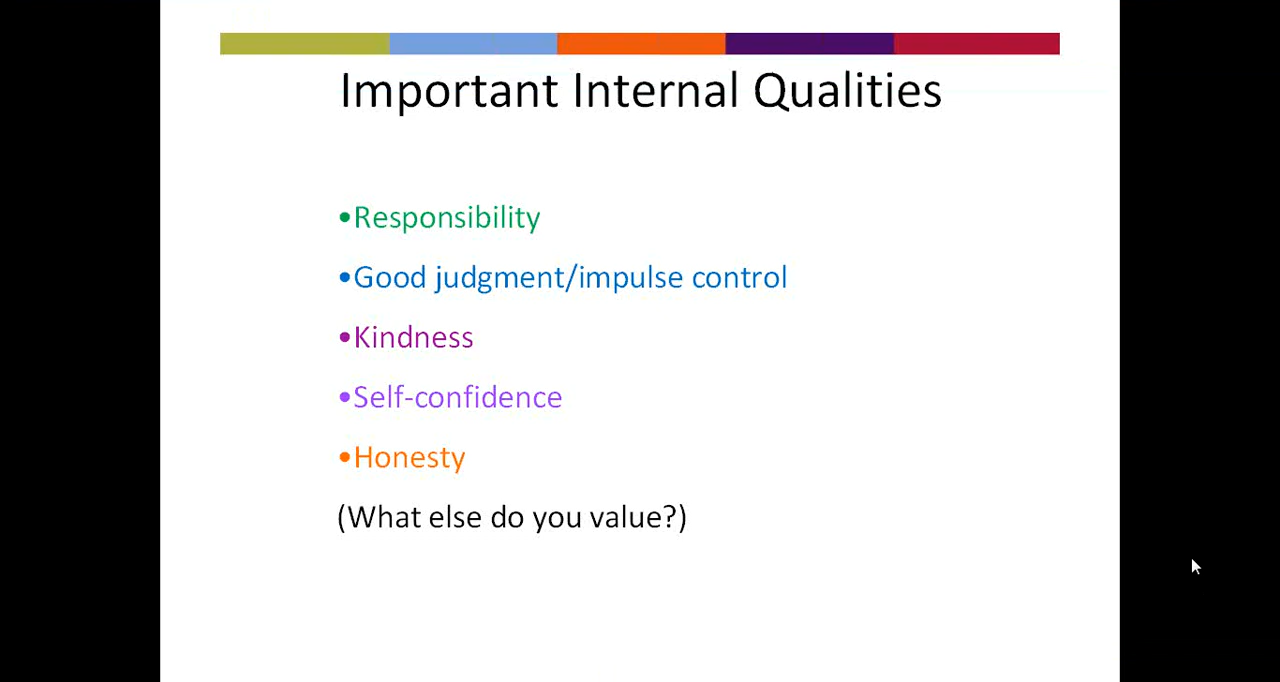 Important Internal Qualities
•Responsibility
•Good judgment/impulse control
•Kindness
•Self-confidence
•Honesty
(What else do you value?)